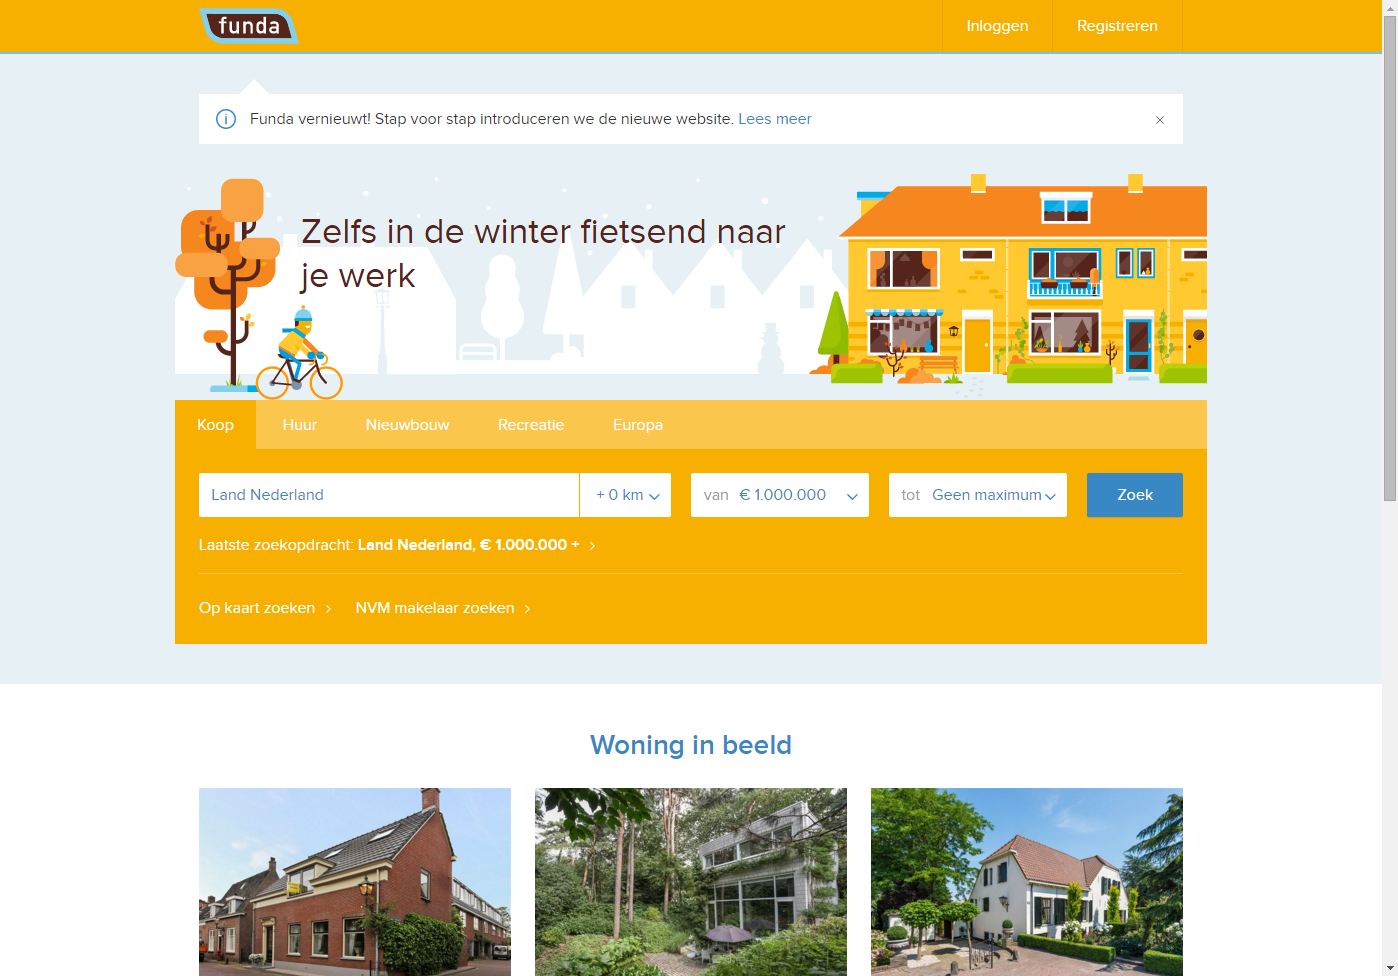 funda
Inloggen
Registreren
Funda vernieuwt! Stap voor stap introduceren we de nieuwe website. Lees meer
Zelfs in de winter fietsend naar
je werk
Koop
Huur
Nieuwbouw
Recreatie
Europa
Land Nederland
+ 0 km
van € 1.000.000
tot Geen maximum
Zoek
Laatste zoekopdracht: Land Nederland, € 1.000.000 +
Op kaart zoeken
NVM makelaar zoeken
Woning in beeld